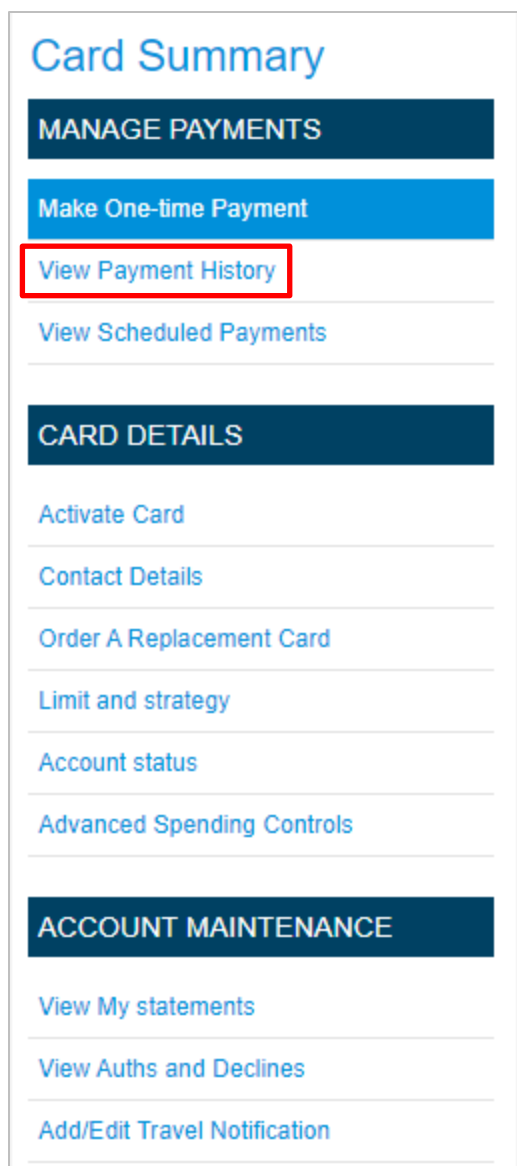 Card Summary
MANAGE PAYMENTS
Make One-time Payment
View Payment History
View Scheduled Payments
CARD DETAILS
Activate Card
Contact Details
Order A Replacement Card
Limit and strategy
Account status
Advanced Spending Controls
ACCOUNT MAINTENANCE
View My statements
View Auths and Declines
Add/Edit Travel Notification